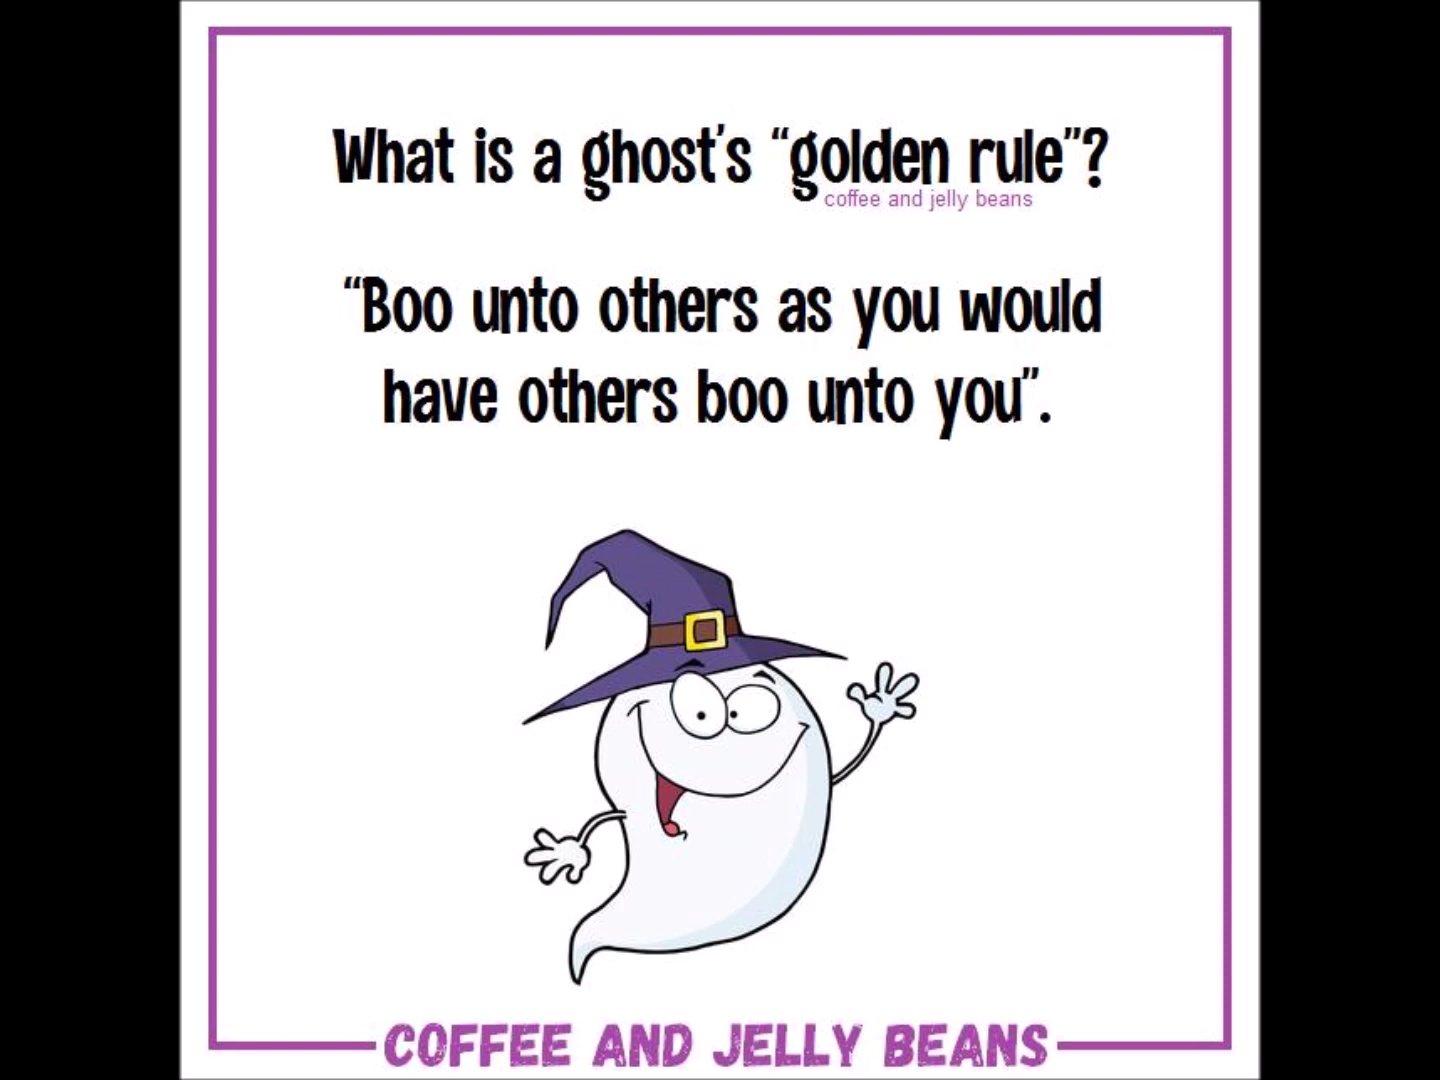 What is a ghost's “golden rule”?
coffee and jelly beans
“Boo unto others as you would
have others boo unto you”.
COFFEE AND JELLY BEANS